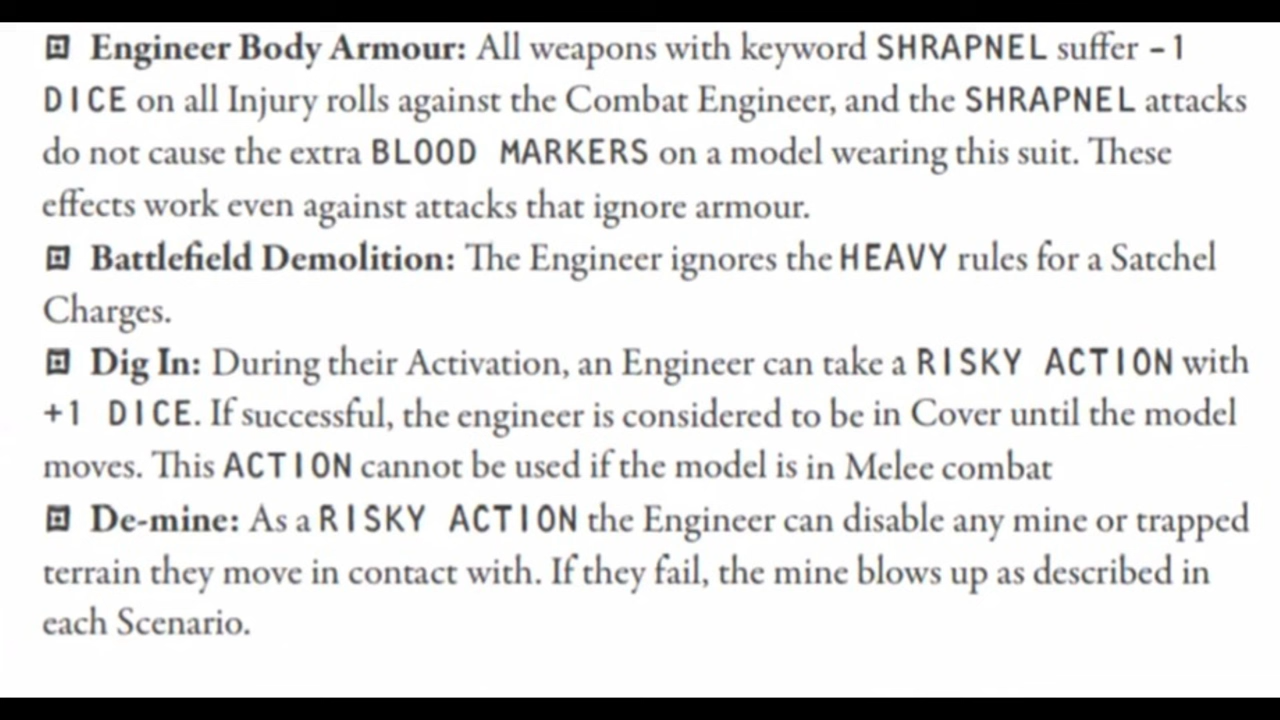 Engineer Body Armour: All weapons with keyword SHRAPNEL suffer -1
DICE on all Injury rolls against the Combat Engineer, and the SHRAPNEL attacks
do not cause the extra BLOOD MARKERS on a model wearing this suit. These
effects work even against attacks that ignore armour.
Battlefield Demolition: The Engineer ignores the HEAVY rules for a Satchel
Charges.
Dig In: During their Activation, an Engineer can take a RISKY ACTION with
+1 DICE. If successful, the engineer is considered to be in Cover until the model
moves. This ACTION cannot be used if the model is in Melee combat
De-mine: As a RISKY ACTION the Engineer can disable any mine or trapped
terrain they move in contact with. If they fail, the mine blows up as described in
each Scenario.